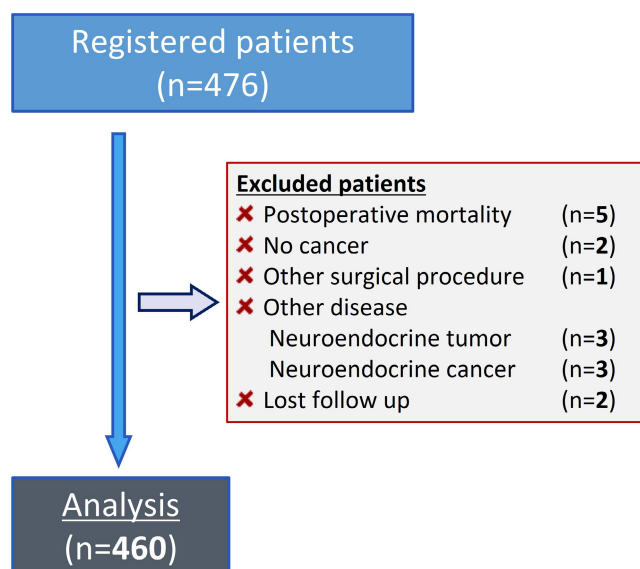 Registered patients
(n=476)
Excluded patients
✘ Postoperative mortality (n=5)
✘ No cancer (n=2)
✘ Other surgical procedure (n=1)
✘ Other disease
Neuroendocrine tumor (n=3)
Neuroendocrine cancer (n=3)
✘ Lost follow up (n=2)
Analysis
(n=460)